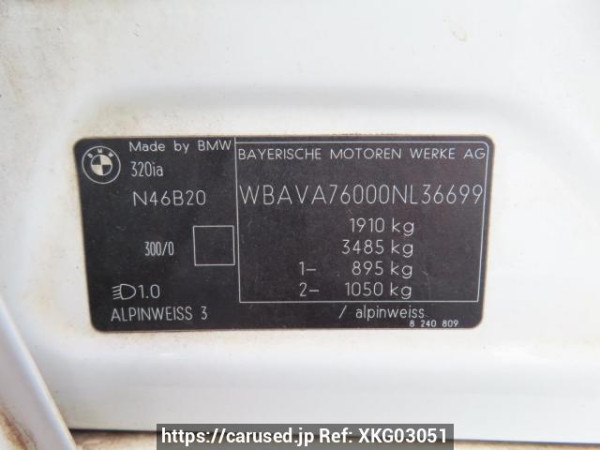 BMW
Made by BMW
320ia
N46B20
300/0
1.0
ALPINWEISS 3
BAYERISCHE MOTOREN WERKE AG
WBAVA76000NL36699
1910 kg
3485 kg
1- 895 kg
2- 1050 kg
/ alpinweiss
8 240 809
https://carused.jp Ref: XKG03051